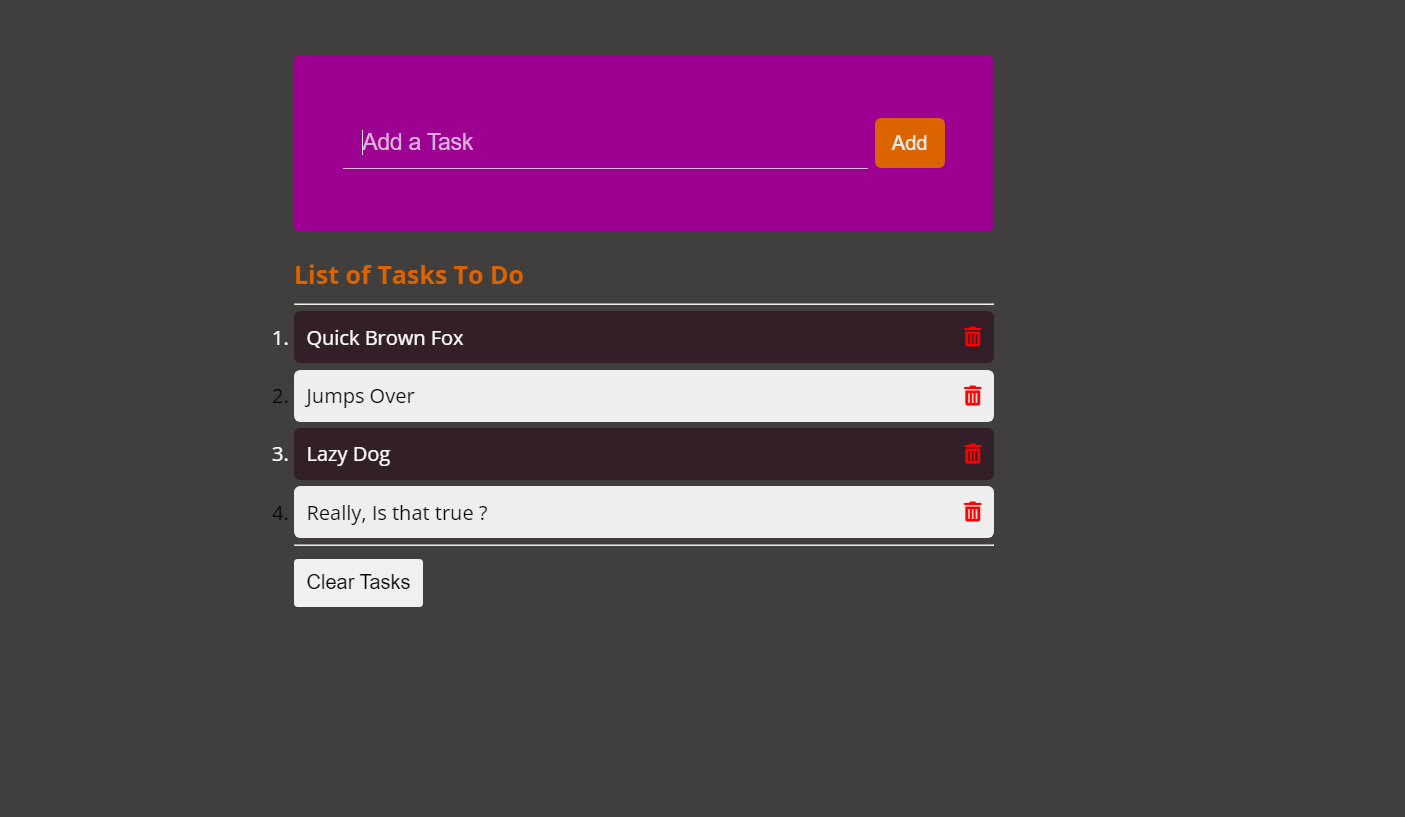 Add a Task
Add
List of Tasks To Do
1. Quick Brown Fox
2. Jumps Over
3. Lazy Dog
4. Really, Is that true ?
Clear Tasks